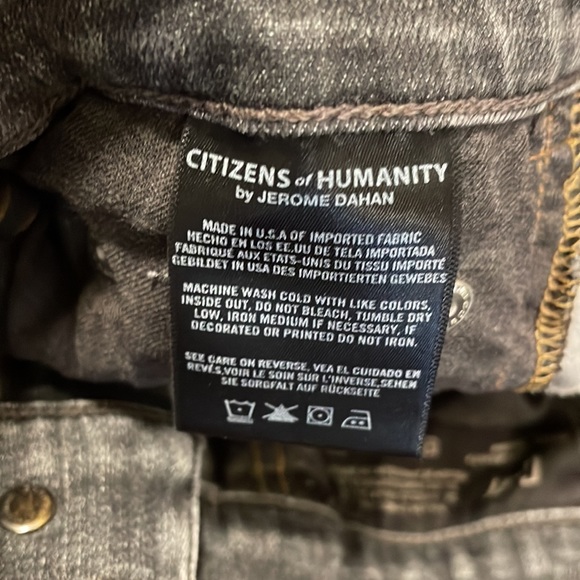 CITIZENS of HUMANITY
by JEROME DAHAN
MADE IN U.S.A OF IMPORTED FABRIC
HECHO EN LOS EE.UU DE TELA IMPORTADA
FABRIQUÉ AUX ETATS-UNIS DU TISSU IMPORTÉ
GEBILDET IN USA DES IMPORTIERTEN GEWEBES
MACHINE WASH COLD WITH LIKE COLORS,
INSIDE OUT, DO NOT BLEACH, TUMBLE DRY
LOW, IRON MEDIUM IF NECESSARY, IF
DECORATED OR PRINTED DO NOT IRON.
SEE CARE ON REVERSE, VEA EL CUIDADO EN
REVÉS, VOIR LE SOIN SUR L'INVERSE, SEHEN
SIE SORGFALT AUF RÜCKSEITE